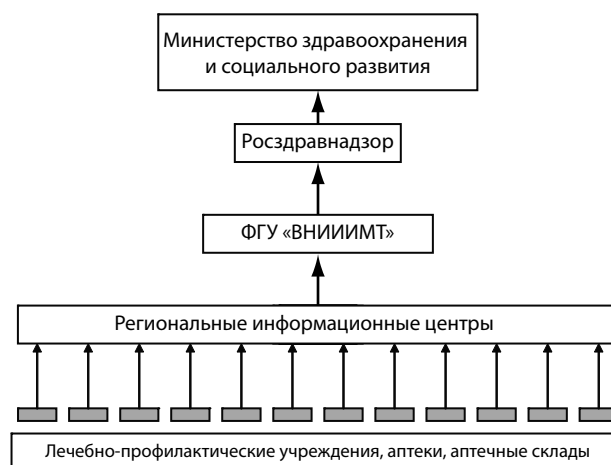 Министерство здравоохранения
и социального развития
Росздравнадзор
ФГУ «ВНИИИМТ»
Региональные информационные центры
Лечебно-профилактические учреждения, аптеки, аптечные склады